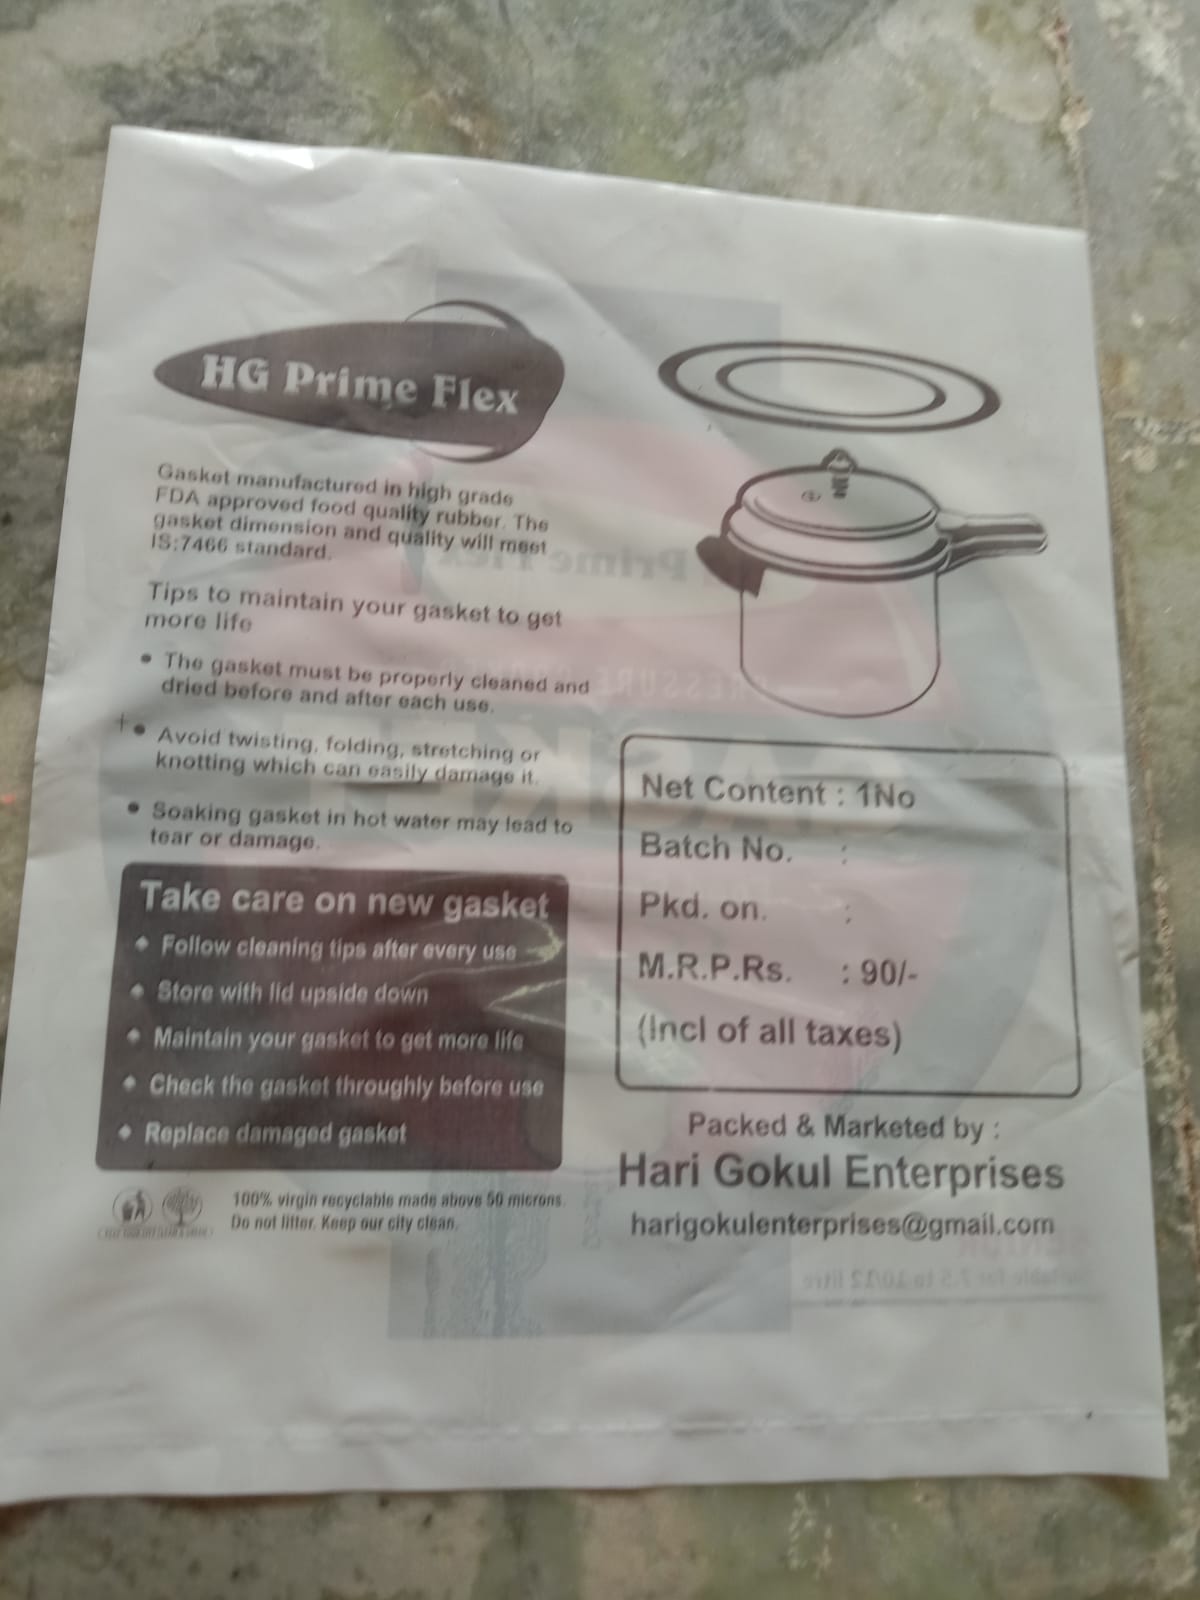 HG Prime Flex
Gasket manufactured in high grade
FDA approved food quality rubber. The
gasket dimension and quality will meet
IS:7466 standard.
Tips to maintain your gasket to get
more life
• The gasket must be properly cleaned and
dried before and after each use.
• Avoid twisting, folding, stretching or
knotting which can easily damage it.
• Soaking gasket in hot water may lead to
tear or damage.
Take care on new gasket
Follow cleaning tips after every use
Store with lid upside down
Maintain your gasket to get more life
Check the gasket throughly before use
Replace damaged gasket
100% virgin recyclable made above 50 microns.
Do not litter. Keep our city clean.
Net Content : 1No
Batch No. :
Pkd. on. :
M.R.P.Rs. : 90/-
(Incl of all taxes)
Packed & Marketed by :
Hari Gokul Enterprises
harigokulenterprises@gmail.com